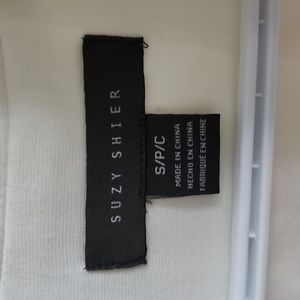 SUZY SHIER
S/P/C
MADE IN CHINA
HECHO EN CHINA
FABRIQUÉ EN CHINE